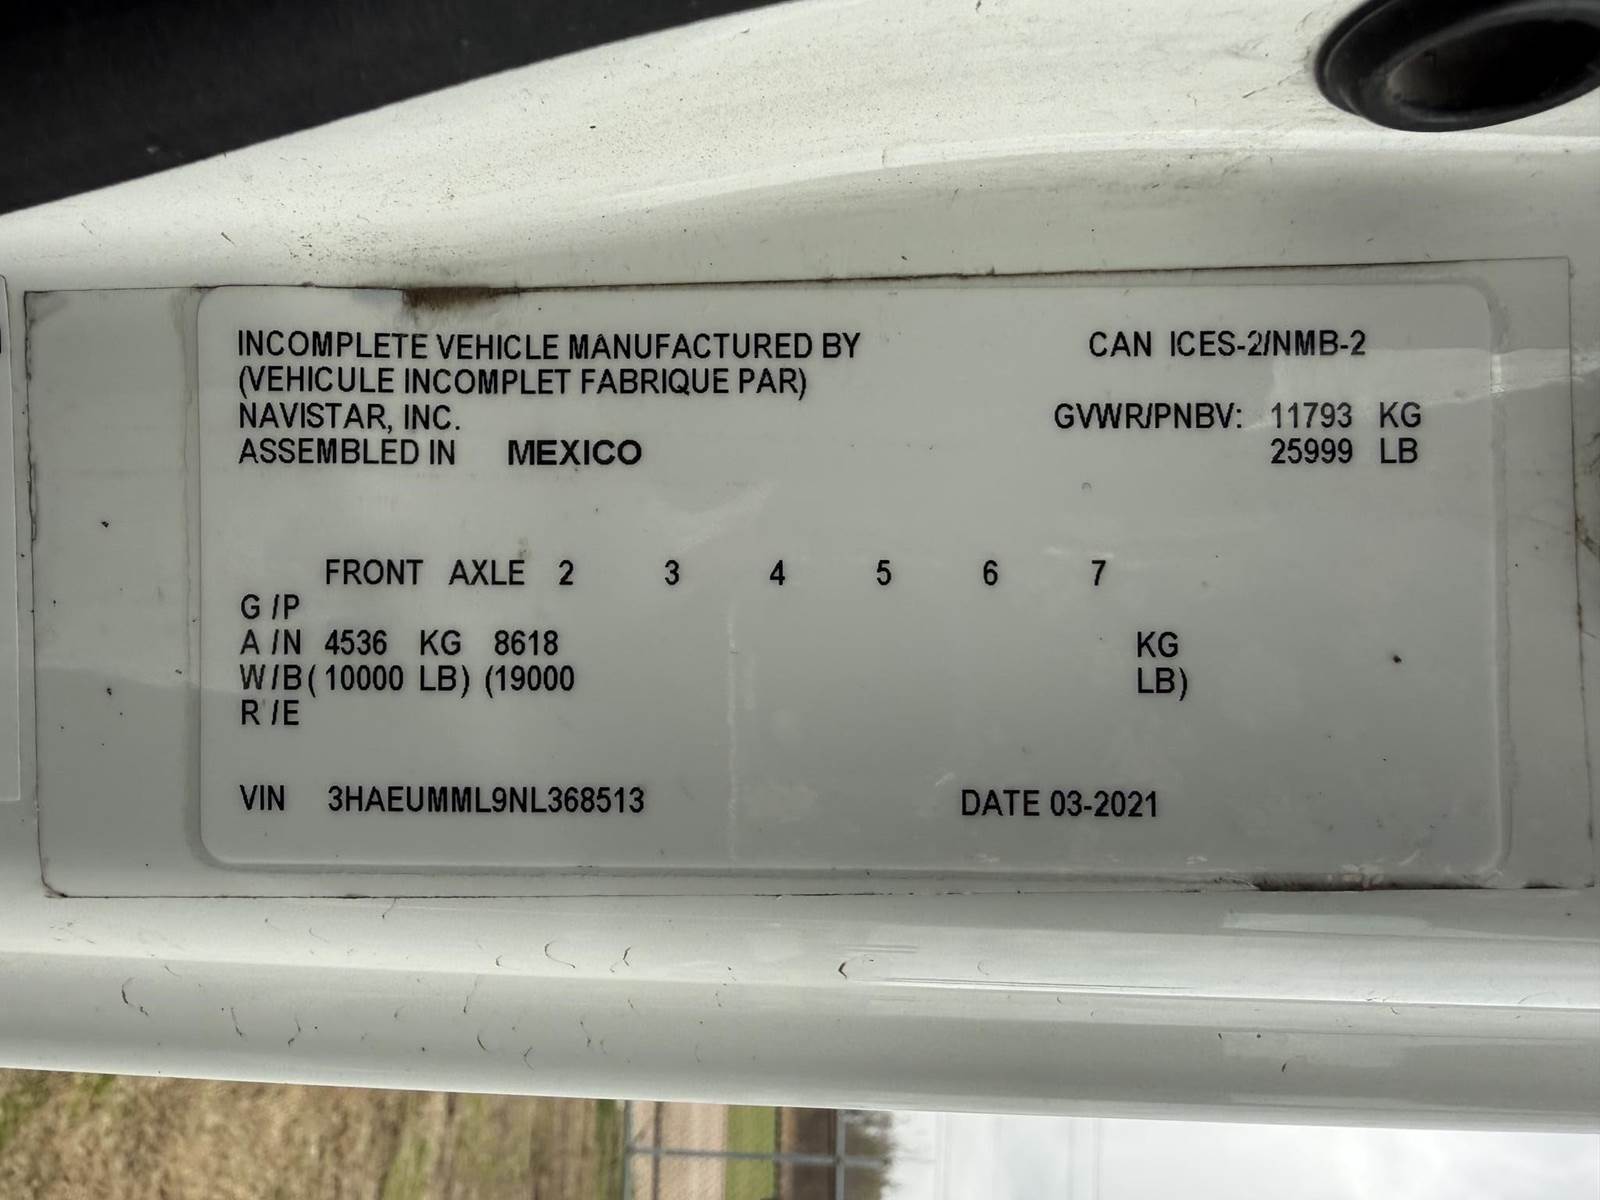 INCOMPLETE VEHICLE MANUFACTURED BY
(VEHICULE INCOMPLET FABRIQUE PAR)
NAVISTAR, INC.
ASSEMBLED IN MEXICO
CAN ICES-2/NMB-2
GVWR/PNBV: 11793 KG
25999 LB
FRONT AXLE 2 3 4 5 6 7
G /P
A /N 4536 KG 8618 KG
W/B (10000 LB) (19000 LB)
R /E
VIN 3HAEUMML9NL368513
DATE 03-2021